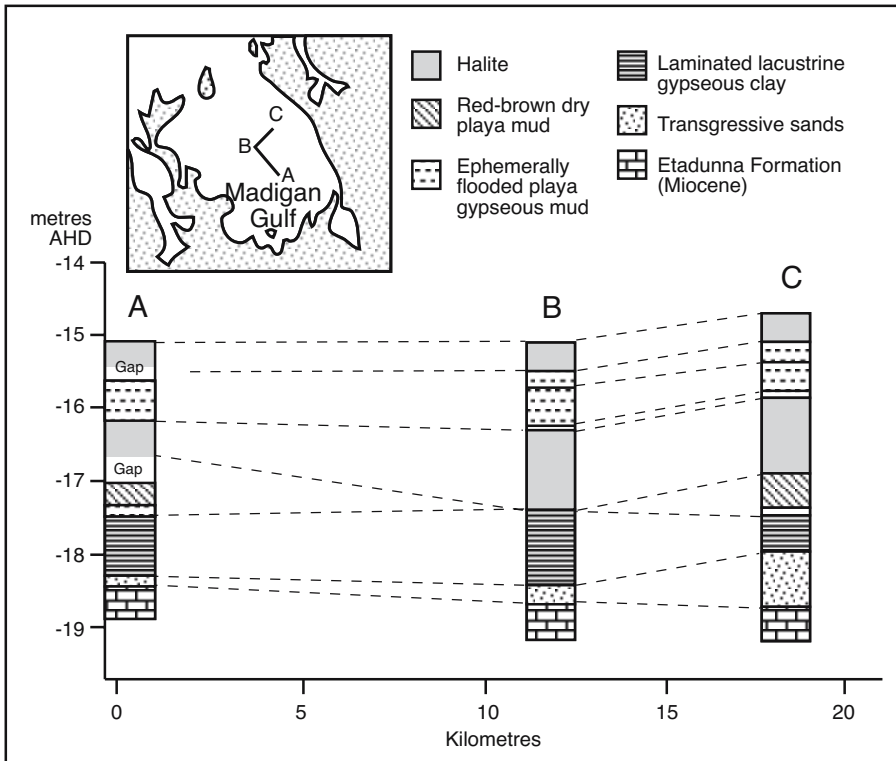 C
B
A
Madigan
Gulf
Halite
Red-brown dry
playa mud
Ephemerally
flooded playa
gypseous mud
Laminated lacustrine
gypseous clay
Transgressive sands
Etadunna Formation
(Miocene)
metres
AHD
-14
-15
-16
-17
-18
-19
A
B
C
Gap
Gap
0
5
10
15
20
Kilometres